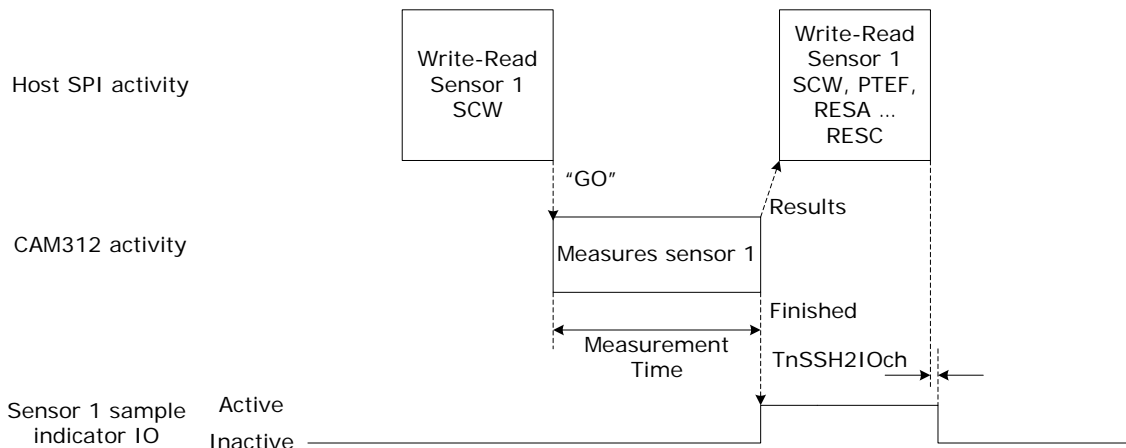 Host SPI activity
Write-Read
Sensor 1
SCW
Write-Read
Sensor 1
SCW, PTEF,
RESA ...
RESC
“GO”
Results
CAM312 activity
Measures sensor 1
Finished
Measurement
Time
TnSSH2IOch
Sensor 1 sample
indicator IO
Active
Inactive